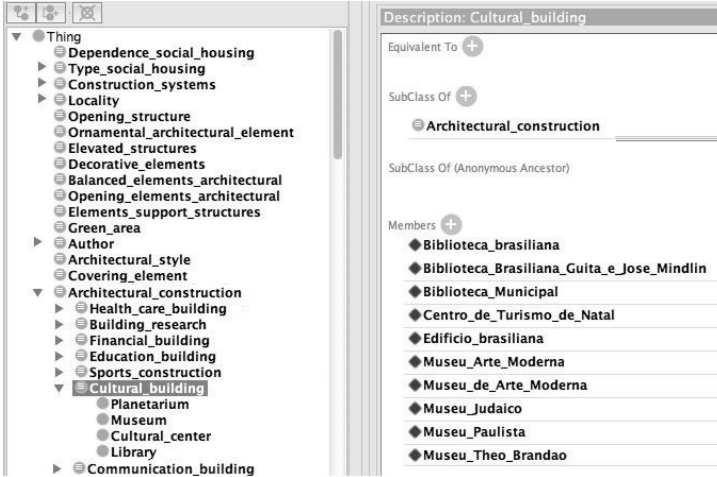 Thing
Dependence_social_housing
Type_social_housing
Construction_systems
Locality
Opening_structure
Ornamental_architectural_element
Elevated_structures
Decorative_elements
Balanced_elements_architectural
Opening_elements_architectural
Elements_support_structures
Green_area
Author
Architectural_style
Covering_element
Architectural_construction
Health_care_building
Building_research
Financial_building
Education_building
Sports_construction
Cultural_building
Planetarium
Museum
Cultural_center
Library
Communication_building
Description: Cultural_building
Equivalent To
SubClass Of
Architectural_construction
SubClass Of (Anonymous Ancestor)
Members
Biblioteca_brasiliana
Biblioteca_Brasiliana_Guita_e_Jose_Mindlin
Biblioteca_Municipal
Centro_de_Turismo_de_Natal
Edificio_brasiliana
Museu_Arte_Moderna
Museu_de_Arte_Moderna
Museu_Judaico
Museu_Paulista
Museu_Theo_Brandao